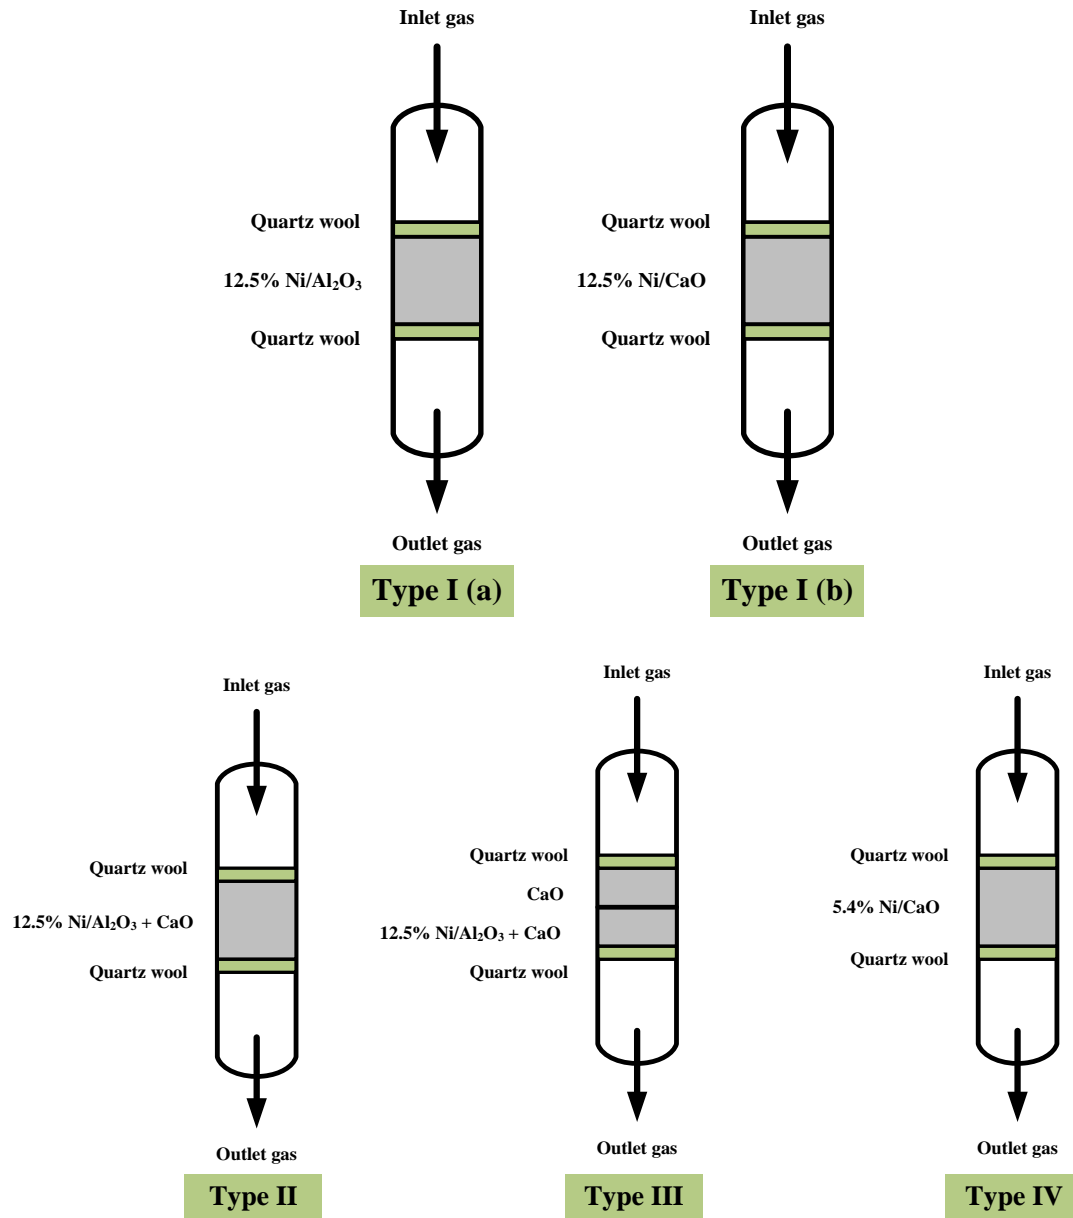 Inlet gas
Quartz wool
12.5% Ni/Al₂O₃
Quartz wool
Outlet gas
Type I (a)
Inlet gas
Quartz wool
12.5% Ni/CaO
Quartz wool
Outlet gas
Type I (b)
Inlet gas
Quartz wool
12.5% Ni/Al₂O₃ + CaO
Quartz wool
Outlet gas
Type II
Inlet gas
Quartz wool
CaO
12.5% Ni/Al₂O₃ + CaO
Quartz wool
Outlet gas
Type III
Inlet gas
Quartz wool
5.4% Ni/CaO
Quartz wool
Outlet gas
Type IV